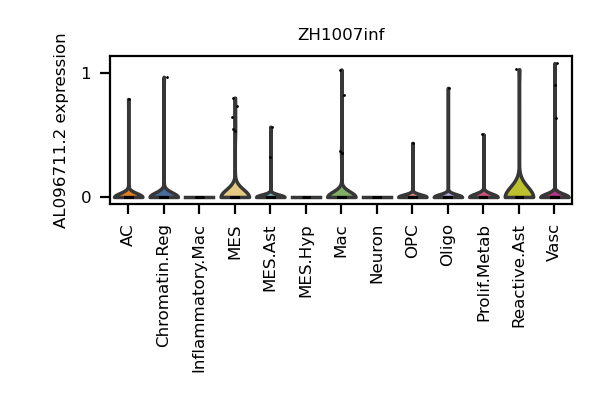 ZH1007inf
AL096711.2 expression
1
0
AC
Chromatin.Reg
Inflammatory.Mac
MES
MES.Ast
MES.Hyp
Mac
Neuron
OPC
Oligo
Prolif.Metab
Reactive.Ast
Vasc